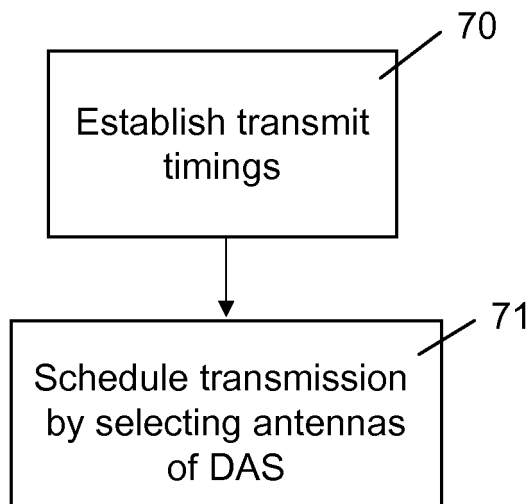 70
Establish transmit
timings
71
Schedule transmission
by selecting antennas
of DAS